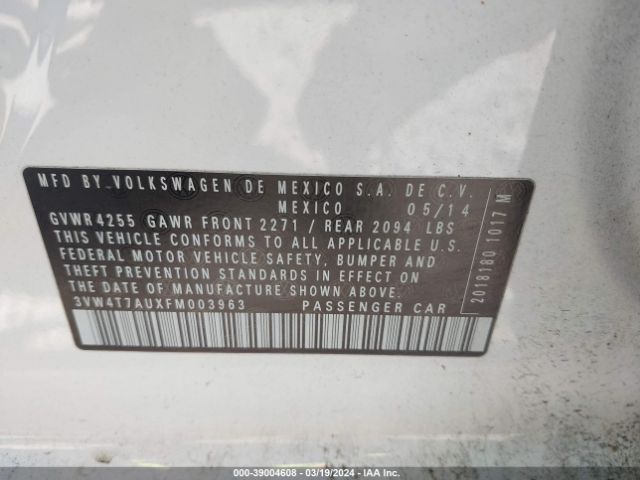 MFD BY VOLKSWAGEN DE MEXICO S.A. DE C.V.
MEXICO 05/14
GVWR 4255 GAWR FRONT 2271 / REAR 2094 LBS
THIS VEHICLE CONFORMS TO ALL APPLICABLE U.S.
FEDERAL MOTOR VEHICLE SAFETY, BUMPER AND
THEFT PREVENTION STANDARDS IN EFFECT ON
THE DATE OF MANUFACTURE SHOWN ABOVE.
3VW4T7AUXFM003963 PASSENGER CAR
2018180 1017 M
000-39004608 - 03/19/2024 - IAA Inc.